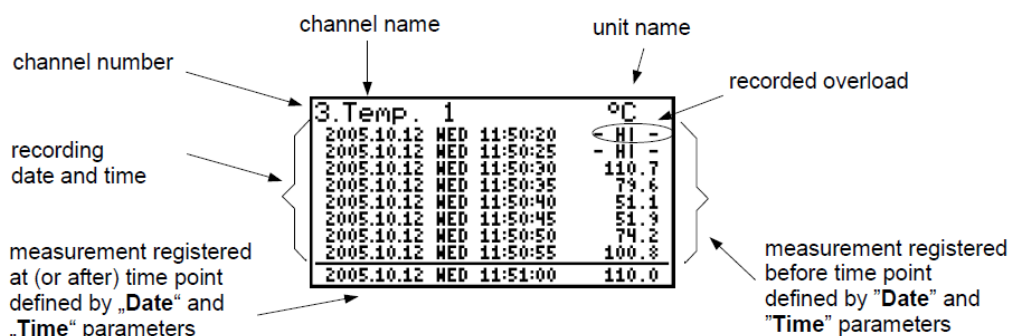 channel name
unit name
channel number
recorded overload
3.Temp. 1 °C
2005.10.12 WED 11:50:20 - HI -
2005.10.12 WED 11:50:25 - HI -
2005.10.12 WED 11:50:30 110.7
2005.10.12 WED 11:50:35 79.6
2005.10.12 WED 11:50:40 51.1
2005.10.12 WED 11:50:45 51.9
2005.10.12 WED 11:50:50 74.2
2005.10.12 WED 11:50:55 100.8
2005.10.12 WED 11:51:00 110.0
recording
date and time
measurement registered
at (or after) time point
defined by „Date“ and
„Time“ parameters
measurement registered
before time point
defined by ”Date” and
”Time” parameters